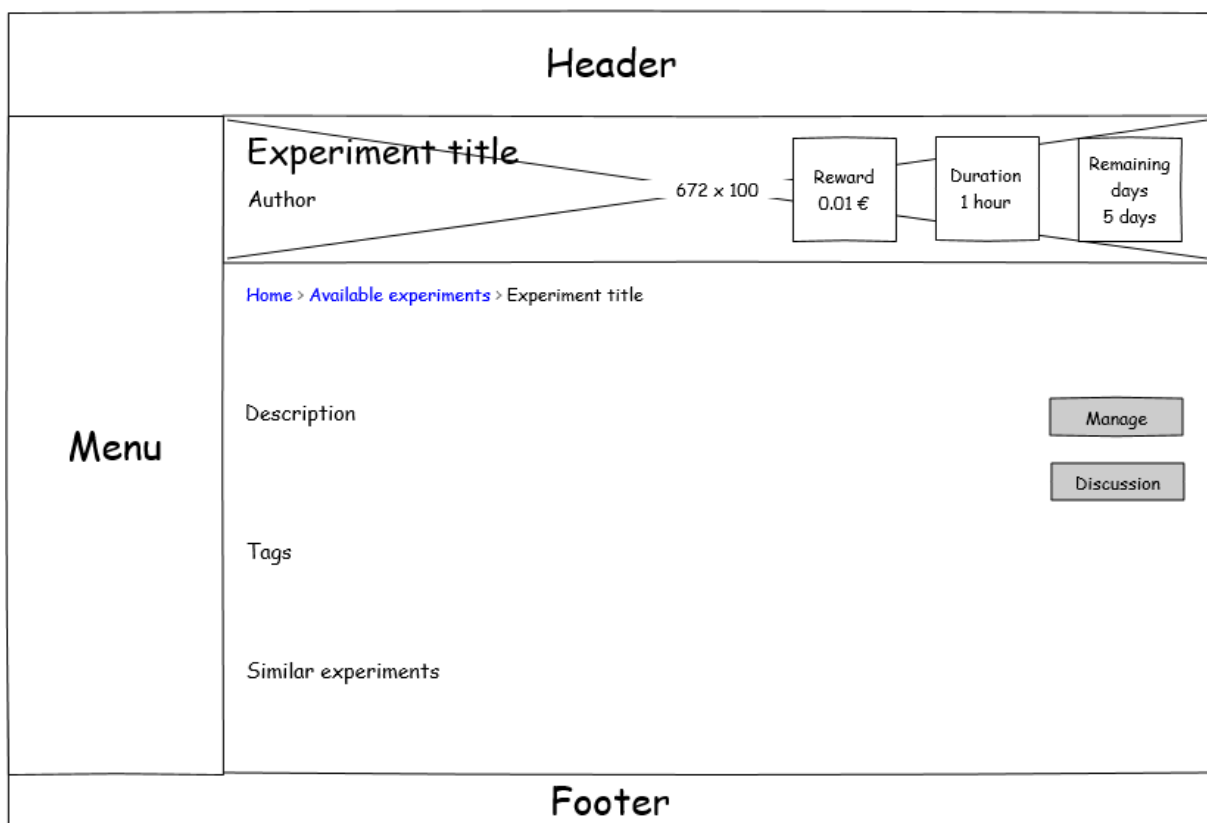 Header
Experiment title
Author
672 x 100
Reward
0.01 €
Duration
1 hour
Remaining
days
5 days
Home > Available experiments > Experiment title
Menu
Description
Manage
Discussion
Tags
Similar experiments
Footer